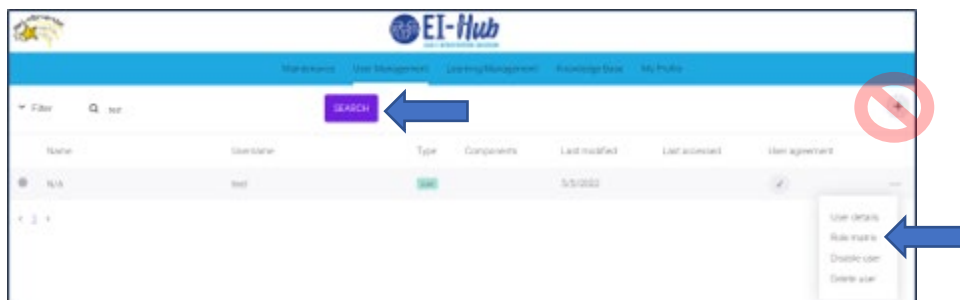 EI-Hub
Maintenance User Management Learning Management Knowledge Base My Profile
Filter test SEARCH +
Name Username Type Components Last modified Last accessed User agreement
N/A test 5/5/2022 ...
< 1 >
User details
Role matrix
Disable user
Delete user